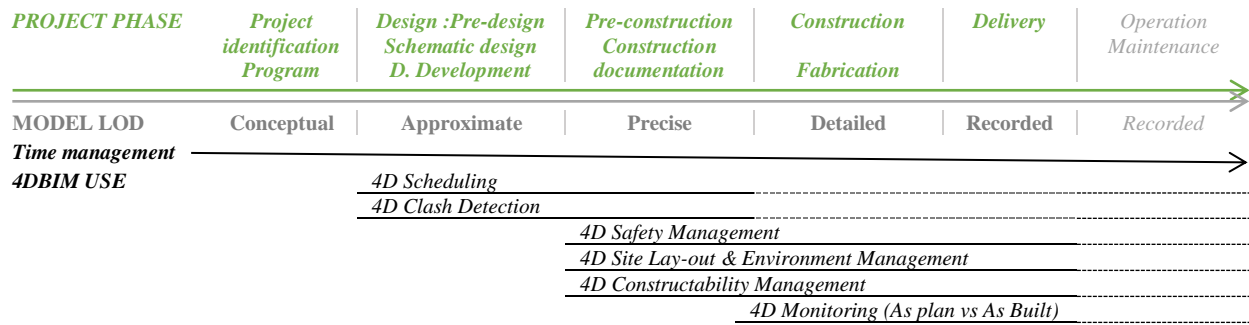 PROJECT PHASE Project Design :Pre-design Pre-construction Construction Delivery Operation
identification Schematic design Construction Maintenance
Program D. Development documentation Fabrication
MODEL LOD Conceptual Approximate Precise Detailed Recorded Recorded
Time management
4DBIM USE 4D Scheduling
4D Clash Detection
4D Safety Management
4D Site Lay-out & Environment Management
4D Constructability Management
4D Monitoring (As plan vs As Built)